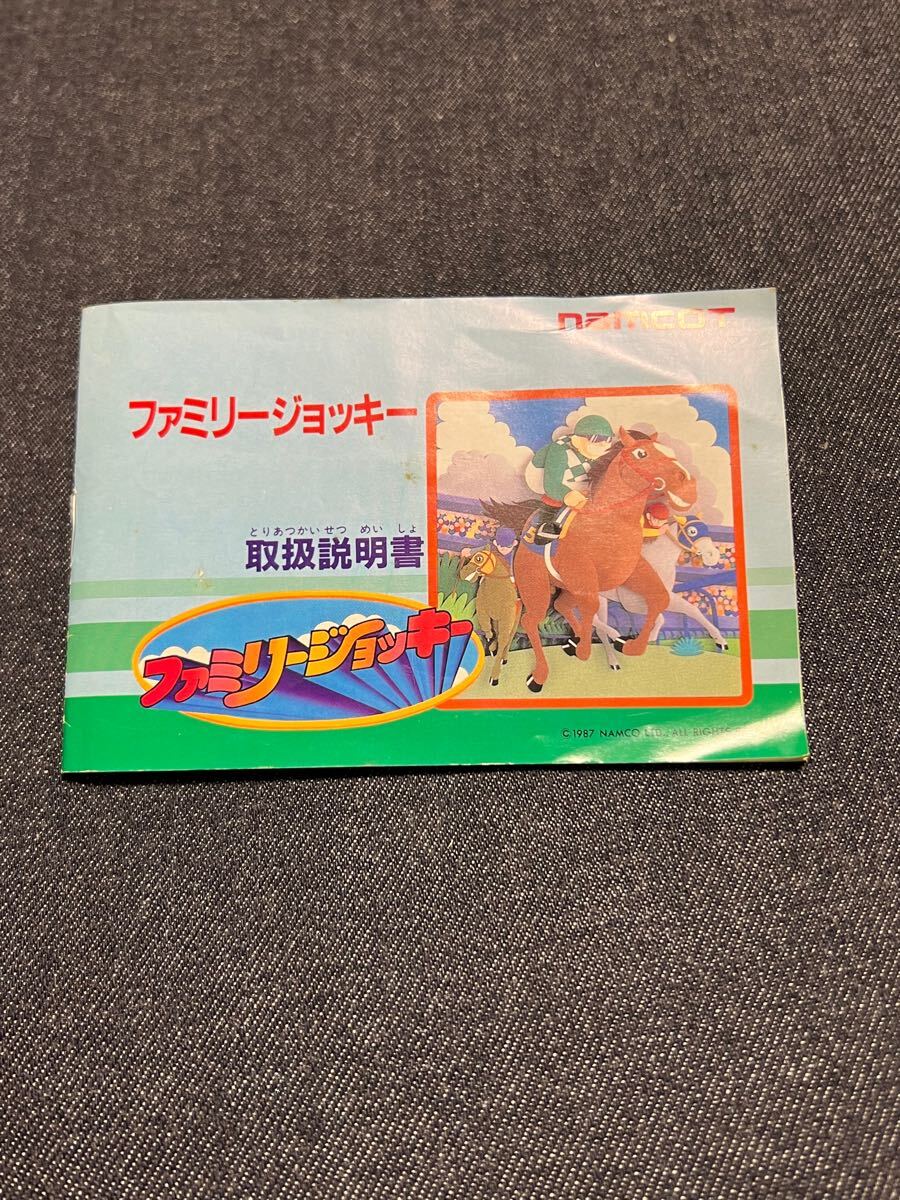 namcot
ファミリージョッキー
とりあつかいせつ めい しょ
取扱説明書
ファミリージョッキー
© 1987 NAMCO LTD., ALL RIGHTS